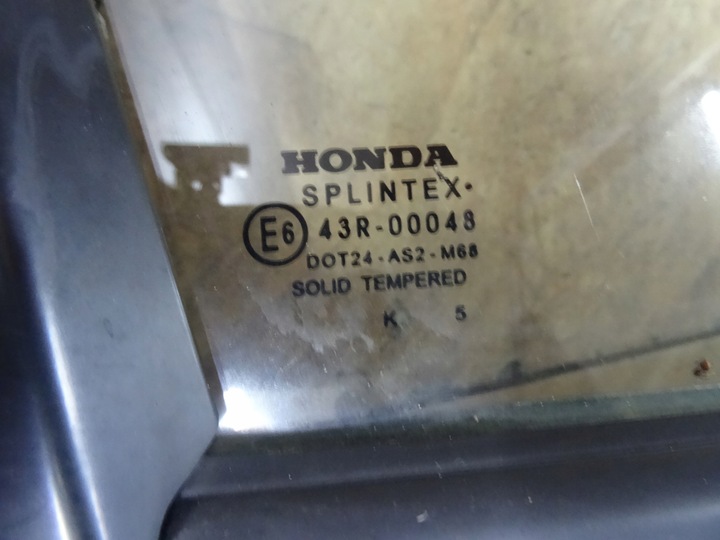 HONDA
SPLINTEX·
E6 43R-00048
DOT24-AS2-M68
SOLID TEMPERED
K 5